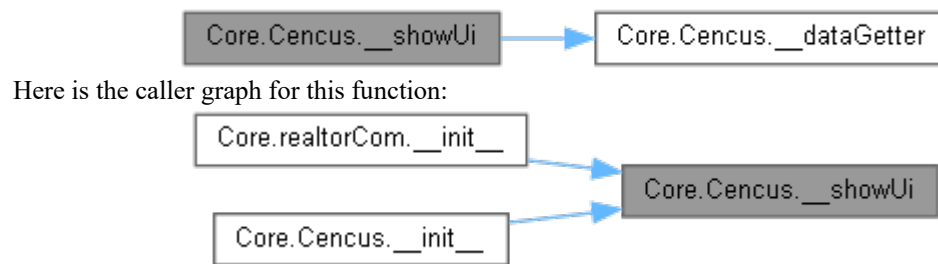 Core.Cencus.__showUi
Core.Cencus.__dataGetter
Here is the caller graph for this function:
Core.realtorCom.__init__
Core.Cencus.__showUi
Core.Cencus.__init__